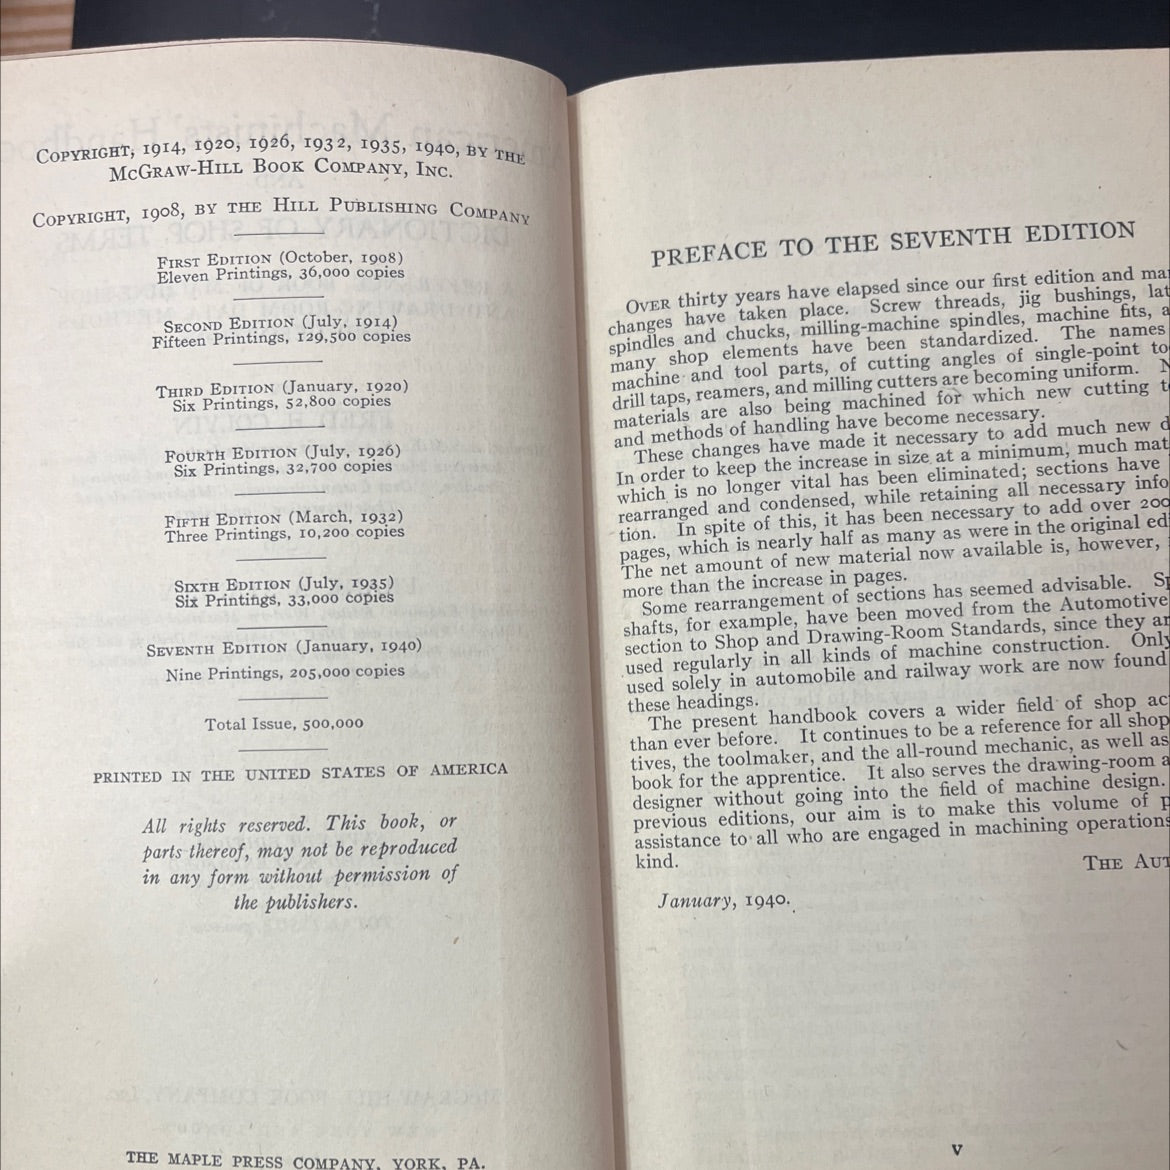 COPYRIGHT, 1914, 1920, 1926, 1932, 1935, 1940, BY THE
MCGRAW-HILL BOOK COMPANY, INC.
COPYRIGHT, 1908, BY THE HILL PUBLISHING COMPANY
FIRST EDITION (October, 1908)
Eleven Printings, 36,000 copies
SECOND EDITION (July, 1914)
Fifteen Printings, 129,500 copies
THIRD EDITION (January, 1920)
Six Printings, 52,800 copies
FOURTH EDITION (July, 1926)
Six Printings, 32,700 copies
FIFTH EDITION (March, 1932)
Three Printings, 10,200 copies
SIXTH EDITION (July, 1935)
Six Printings, 33,000 copies
SEVENTH EDITION (January, 1940)
Nine Printings, 205,000 copies
Total Issue, 500,000
PRINTED IN THE UNITED STATES OF AMERICA
All rights reserved. This book, or
parts thereof, may not be reproduced
in any form without permission of
the publishers.
THE MAPLE PRESS COMPANY, YORK, PA.
PREFACE TO THE SEVENTH EDITION
OVER thirty years have elapsed since our first edition and ma
changes have taken place. Screw threads, jig bushings, lat
spindles and chucks, milling-machine spindles, machine fits, a
many shop elements have been standardized. The names
machine and tool parts, of cutting angles of single-point to
drill taps, reamers, and milling cutters are becoming uniform. N
materials are also being machined for which new cutting t
and methods of handling have become necessary.
These changes have made it necessary to add much new d
In order to keep the increase in size at a minimum, much mat
which is no longer vital has been eliminated; sections have
rearranged and condensed, while retaining all necessary info
tion. In spite of this, it has been necessary to add over 200
pages, which is nearly half as many as were in the original ed
The net amount of new material now available is, however,
more than the increase in pages.
Some rearrangement of sections has seemed advisable. Sp
shafts, for example, have been moved from the Automotive
section to Shop and Drawing-Room Standards, since they ar
used regularly in all kinds of machine construction. Only
used solely in automobile and railway work are now found
these headings.
The present handbook covers a wider field of shop ac
than ever before. It continues to be a reference for all shop
tives, the toolmaker, and the all-round mechanic, as well as
book for the apprentice. It also serves the drawing-room a
designer without going into the field of machine design.
previous editions, our aim is to make this volume of p
assistance to all who are engaged in machining operations
kind.
THE AUT
January, 1940.
v